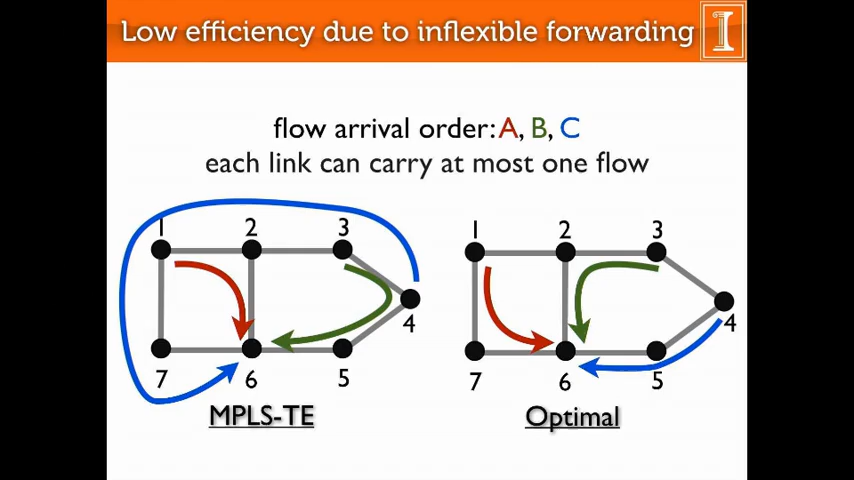 Low efficiency due to inflexible forwarding
I
flow arrival order: A, B, C
each link can carry at most one flow
1 2 3
4
7 6 5
MPLS-TE
1 2 3
4
7 6 5
Optimal